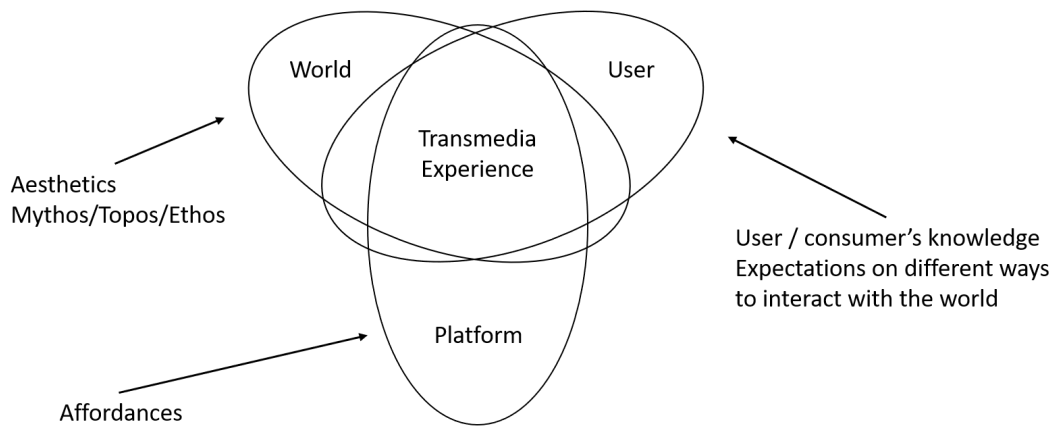 World
User
Transmedia
Experience
Aesthetics
Mythos/Topos/Ethos
User / consumer's knowledge
Expectations on different ways
to interact with the world
Platform
Affordances